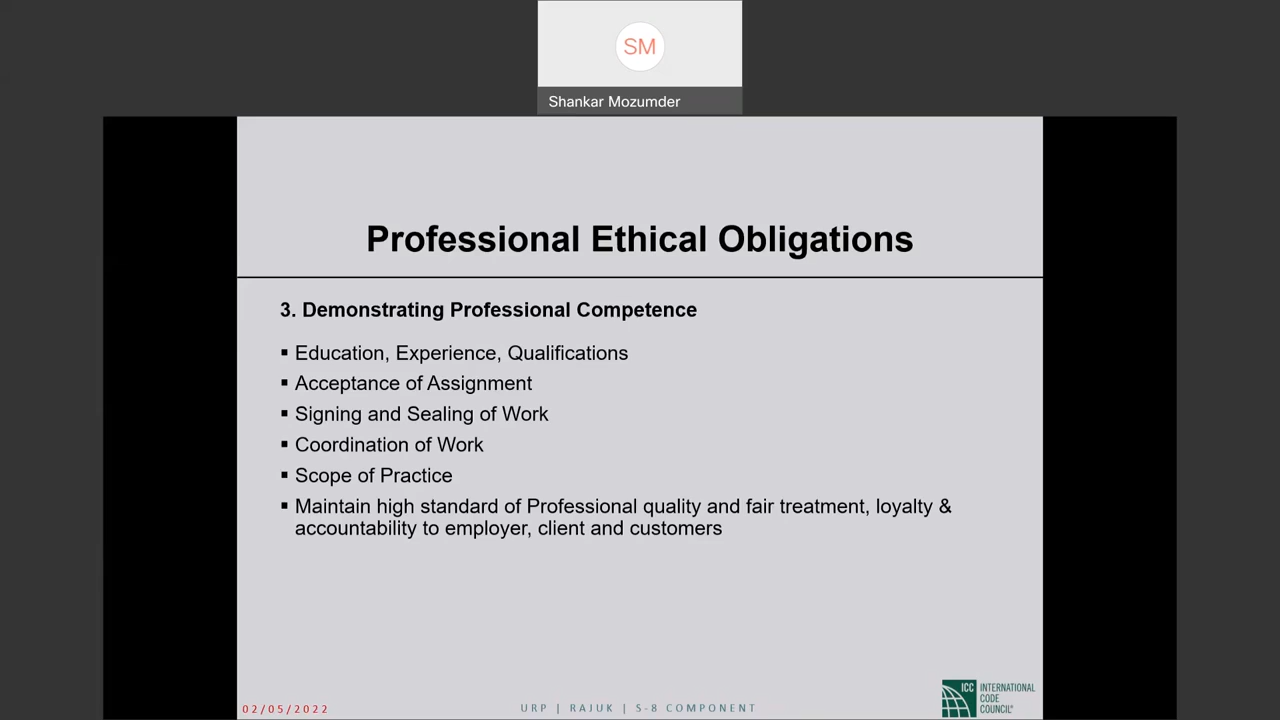 SM
Shankar Mozumder
Professional Ethical Obligations
3. Demonstrating Professional Competence
▪ Education, Experience, Qualifications
▪ Acceptance of Assignment
▪ Signing and Sealing of Work
▪ Coordination of Work
▪ Scope of Practice
▪ Maintain high standard of Professional quality and fair treatment, loyalty &
accountability to employer, client and customers
02/05/2022
URP | RAJUK | S-8 COMPONENT
ICC
INTERNATIONAL
CODE
COUNCIL®